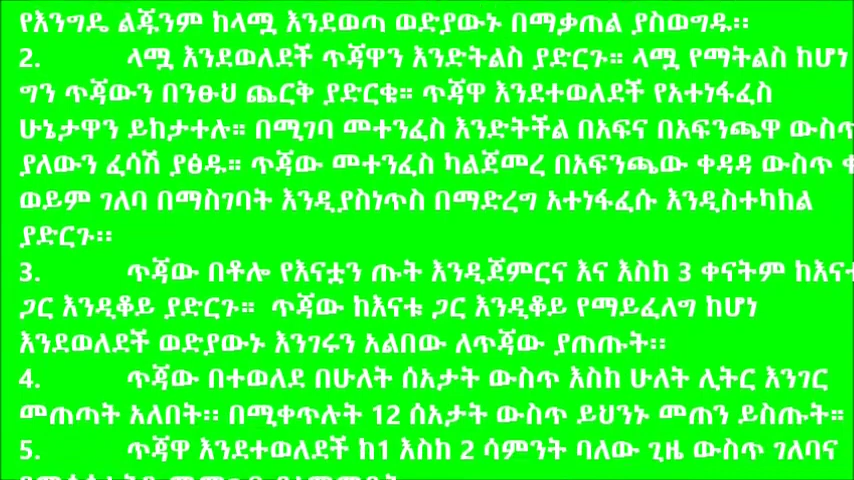 የእንግዴ ልጁንም ከላሟ እንደወጣ ወድያውኑ በማቃጠል ያስወግዱ፡፡
2. ላሟ እንደወለደች ጥጃዋን እንድትልስ ያድርጉ። ላሟ የማትልስ ከሆነ
ግን ጥጃውን በንፁህ ጨርቅ ያድርቁ። ጥጃዋ እንደተወለደች የአተነፋፈስ
ሁኔታዋን ይከታተሉ። በሚገባ መተንፈስ እንድትችል በአፍና በአፍንጫዋ ውስጥ
ያለውን ፈሳሽ ያፅዱ። ጥጃው መተንፈስ ካልጀመረ በአፍንጫው ቀዳዳ ውስጥ
ወይም ገለባ በማስገባት እንዲያስነጥስ በማድረግ አተነፋፈሱ እንዲስተካከል
ያድርጉ፡፡
3. ጥጃው በቶሎ የእናቷን ጡት እንዲጀምርና እና እስከ 3 ቀናትም
ጋር እንዲቆይ ያድርጉ። ጥጃው ከእናቱ ጋር እንዲቆይ የማይፈለግ ከሆነ
እንደወለደች ወድያውኑ እንገሩን አልበው ለጥጃው ያጠጡት፡፡
4. ጥጃው በተወለደ በሁለት ሰአታት ውስጥ እስከ ሁለት ሊትር እንገር
መጠጣት አለበት፡፡ በሚቀጥሉት 12 ሰአታት ውስጥ ይህንኑ መጠን ይስጡት።
5. ጥጃዋ እንደተወለደች ከ1 እስከ 2 ሳምንት ባለው ጊዜ ውስጥ ገለባና